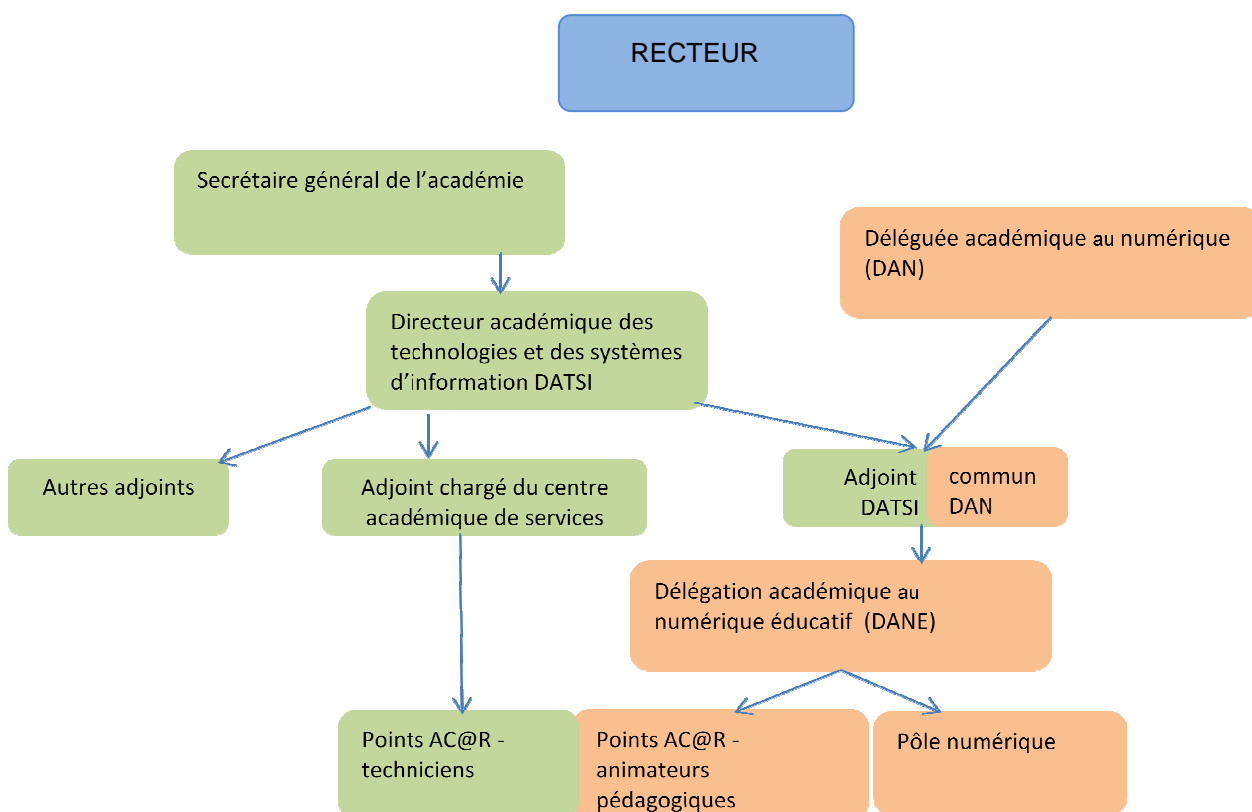 RECTEUR
Secrétaire général de l'académie
Déléguée académique au numérique
(DAN)
Directeur académique des
technologies et des systèmes
d'information DATSI
Autres adjoints
Adjoint chargé du centre
académique de services
Adjoint
DATSI
commun
DAN
Délégation académique au
numérique éducatif (DANE)
Points AC@R -
techniciens
Points AC@R -
animateurs
pédagogiques
Pôle numérique